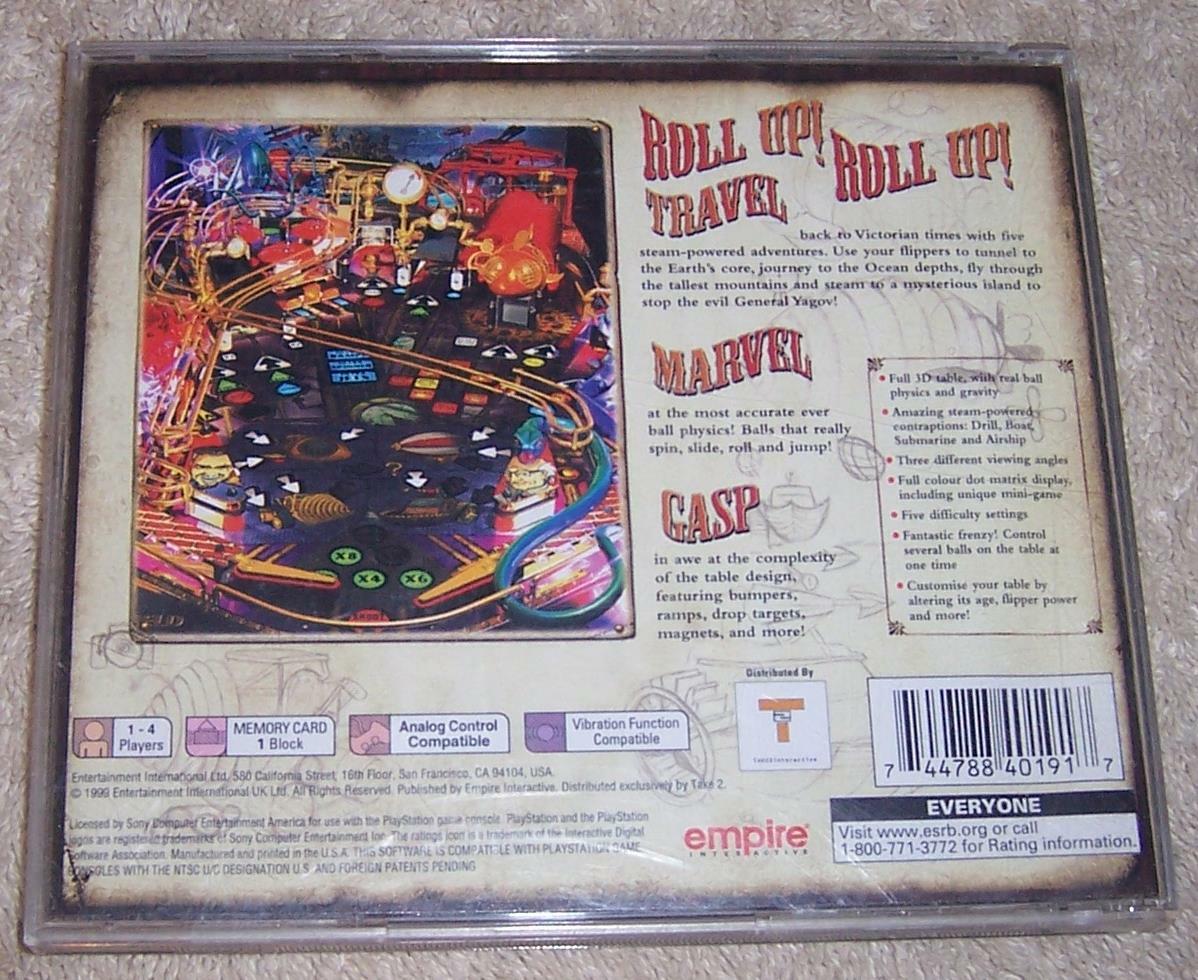 ROLL UP! ROLL UP!
TRAVEL
back to Victorian times with five
steam-powered adventures. Use your flippers to tunnel to
the Earth's core, journey to the Ocean depths, fly through
the tallest mountains and steam to a mysterious island to
stop the evil General Yagov!
MARVEL
at the most accurate ever
ball physics! Balls that really
spin, slide, roll and jump!
GASP
in awe at the complexity
of the table design,
featuring bumpers,
ramps, drop targets,
magnets, and more!
• Full 3D table, with real ball
physics and gravity
• Amazing steam-powered
contraptions: Drill, Boat,
Submarine and Airship
• Three different viewing angles
• Full colour dot matrix display,
including unique mini-game
• Five difficulty settings
• Fantastic frenzy! Control
several balls on the table at
one time
• Customise your table by
altering its age, flipper power
and more!
X8
X4 X6
1 - 4
Players
MEMORY CARD
1 Block
Analog Control
Compatible
Vibration Function
Compatible
Distributed By
T
Take2Interactive
7 44788 40191 7
Entertainment International Ltd, 580 California Street, 16th Floor, San Francisco, CA 94104, USA.
© 1999 Entertainment International UK Ltd. All Rights Reserved. Published by Empire Interactive. Distributed exclusively by Take 2.
Licensed by Sony Computer Entertainment America for use with the PlayStation game console. PlayStation and the PlayStation
logos are registered trademarks of Sony Computer Entertainment Inc. The ratings icon is a trademark of the Interactive Digital
Software Association. Manufactured and printed in the U.S.A. THIS SOFTWARE IS COMPATIBLE WITH PLAYSTATION GAME
CONSOLES WITH THE NTSC U/C DESIGNATION U.S. AND FOREIGN PATENTS PENDING
empire
INTERACTIVE
EVERYONE
Visit www.esrb.org or call
1-800-771-3772 for Rating information.